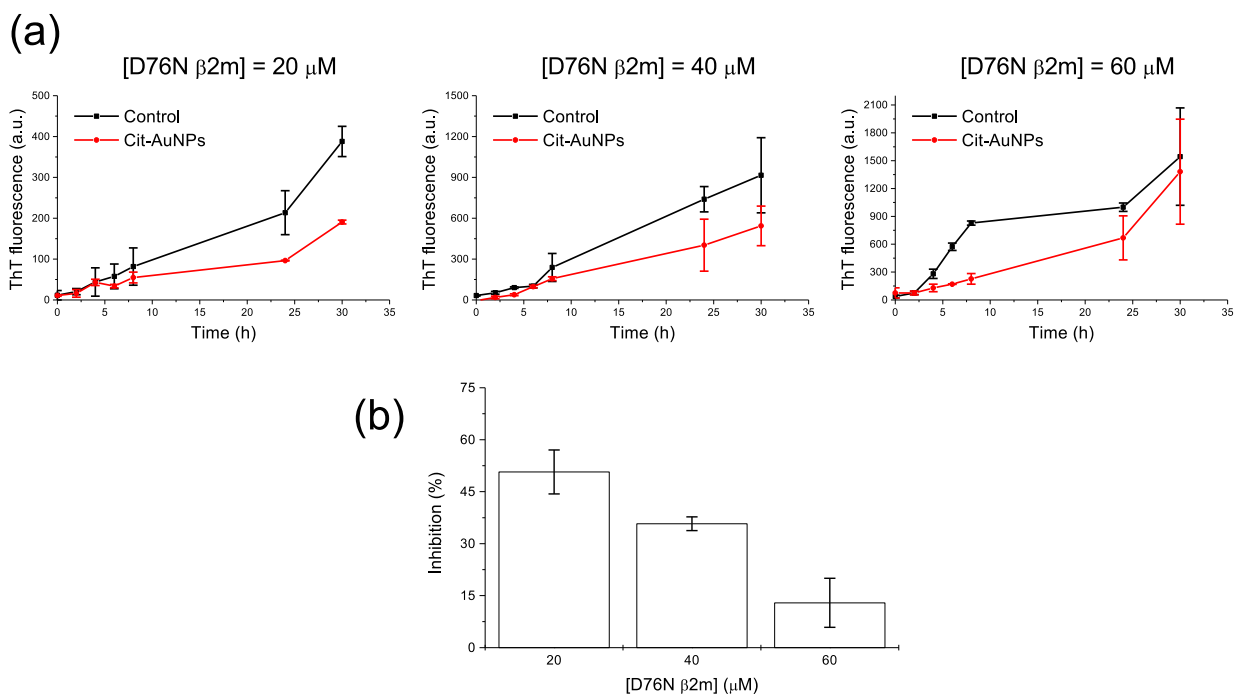 (a)
[D76N β2m] = 20 μM
500
400
300
200
100
0
0 5 10 15 20 25 30 35
ThT fluorescence (a.u.)
Time (h)
Control
Cit-AuNPs
[D76N β2m] = 40 μM
1500
1200
900
600
300
0
0 5 10 15 20 25 30 35
ThT fluorescence (a.u.)
Time (h)
Control
Cit-AuNPs
[D76N β2m] = 60 μM
2100
1800
1500
1200
900
600
300
0
0 5 10 15 20 25 30 35
ThT fluorescence (a.u.)
Time (h)
Control
Cit-AuNPs
(b)
75
60
45
30
15
0
20 40 60
Inhibition (%)
[D76N β2m] (μM)